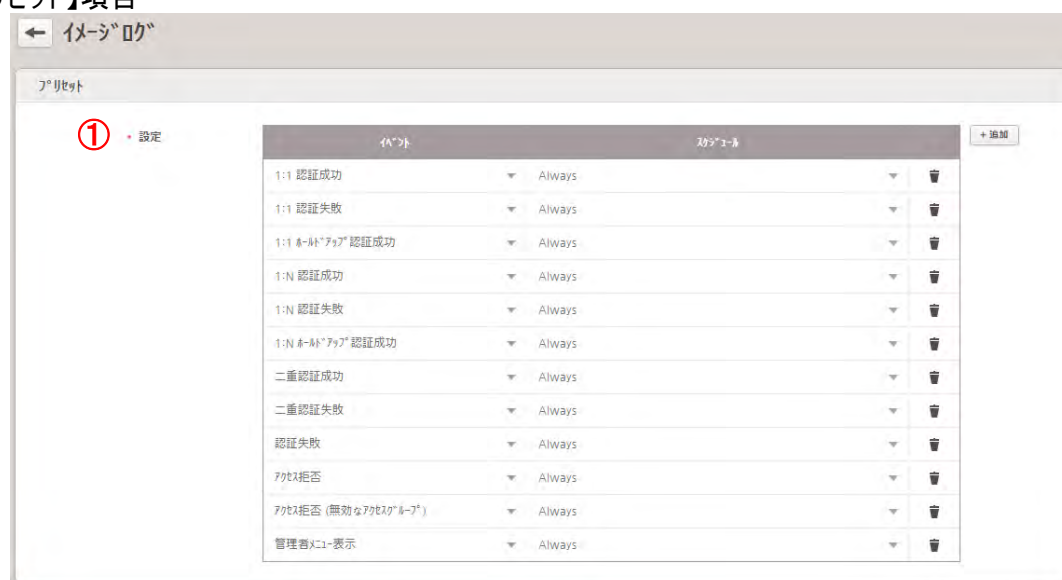 セット】項目
← ｲﾒｰｼﾞﾛｸﾞ
ﾌﾟﾘｾｯﾄ
① • 設定
ｲﾍﾞﾝﾄ ｽｹｼﾞｭｰﾙ
+ 追加
1:1 認証成功 Always
1:1 認証失敗 Always
1:1 ﾎｰﾙﾄﾞｱｯﾌﾟ認証成功 Always
1:N 認証成功 Always
1:N 認証失敗 Always
1:N ﾎｰﾙﾄﾞｱｯﾌﾟ認証成功 Always
二重認証成功 Always
二重認証失敗 Always
認証失敗 Always
ｱｸｾｽ拒否 Always
ｱｸｾｽ拒否 (無効なｱｸｾｽｸﾞﾙｰﾌﾟ) Always
管理者ﾒﾆｭｰ表示 Always